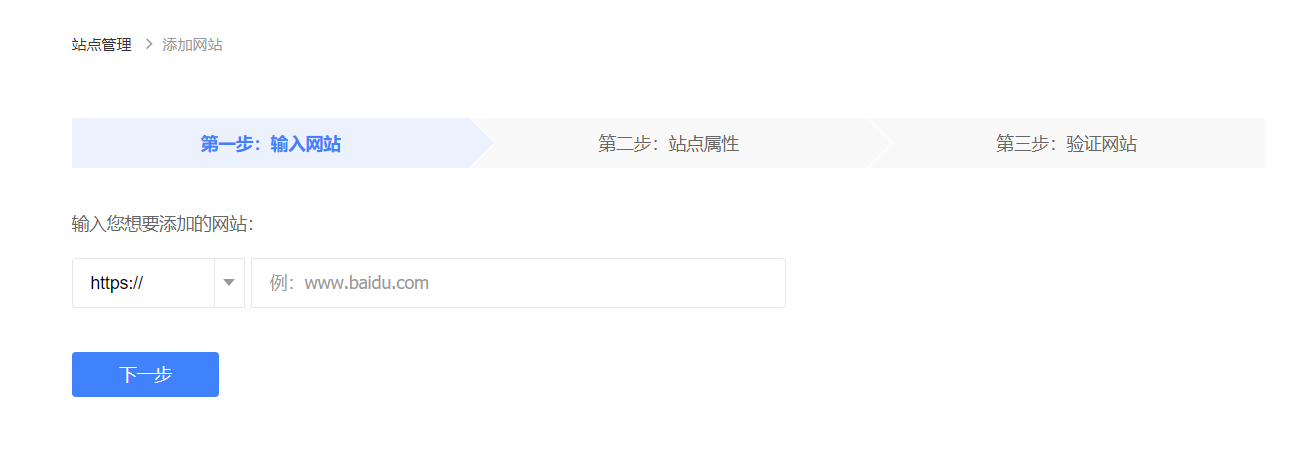 站点管理 > 添加网站
第一步：输入网站 第二步：站点属性 第三步：验证网站
输入您想要添加的网站：
https:// 例：www.baidu.com
下一步